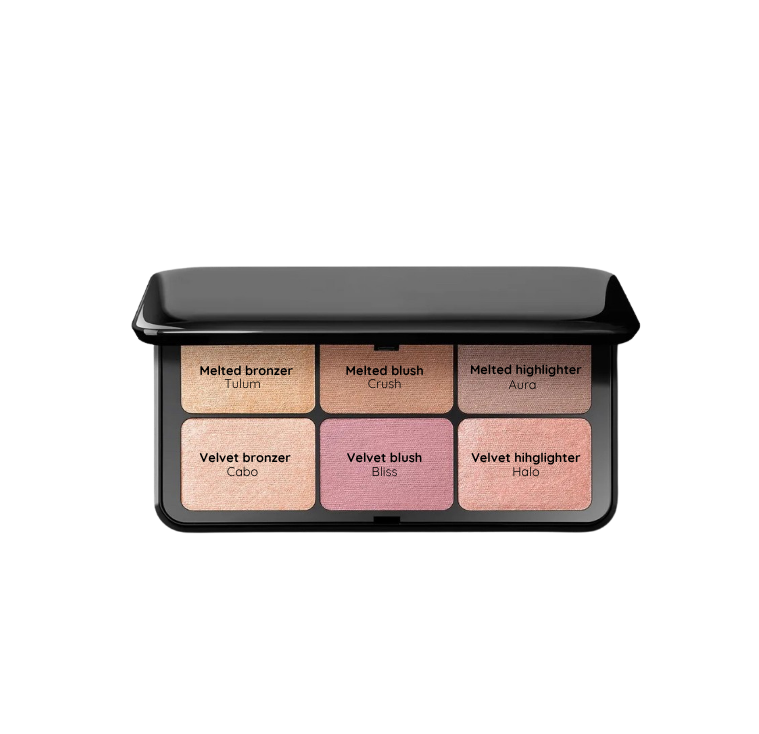 Melted bronzer
Tulum
Melted blush
Crush
Melted highlighter
Aura
Velvet bronzer
Cabo
Velvet blush
Bliss
Velvet hihglighter
Halo